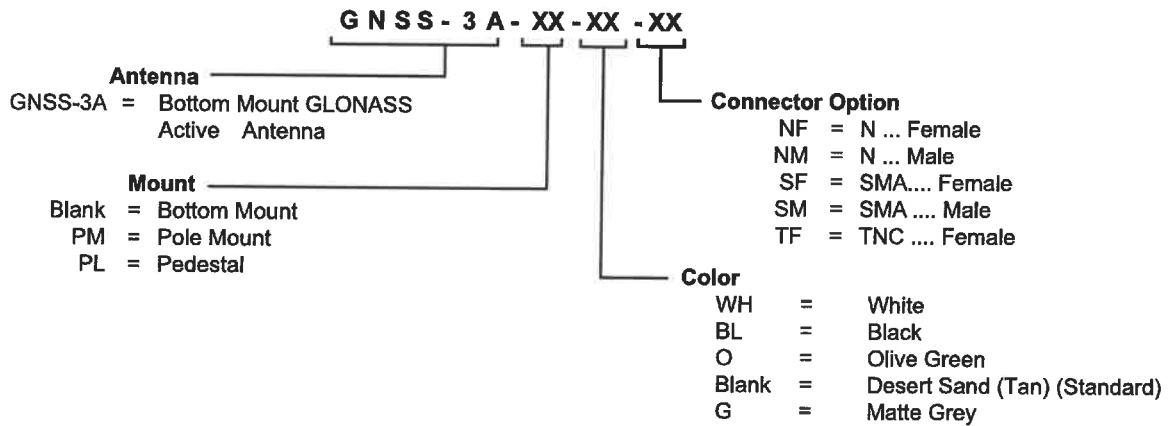 GNSS-3A-XX-XX-XX
Antenna
GNSS-3A = Bottom Mount GLONASS
Active Antenna
Mount
Blank = Bottom Mount
PM = Pole Mount
PL = Pedestal
Connector Option
NF = N ... Female
NM = N ... Male
SF = SMA.... Female
SM = SMA .... Male
TF = TNC .... Female
Color
WH = White
BL = Black
O = Olive Green
Blank = Desert Sand (Tan) (Standard)
G = Matte Grey